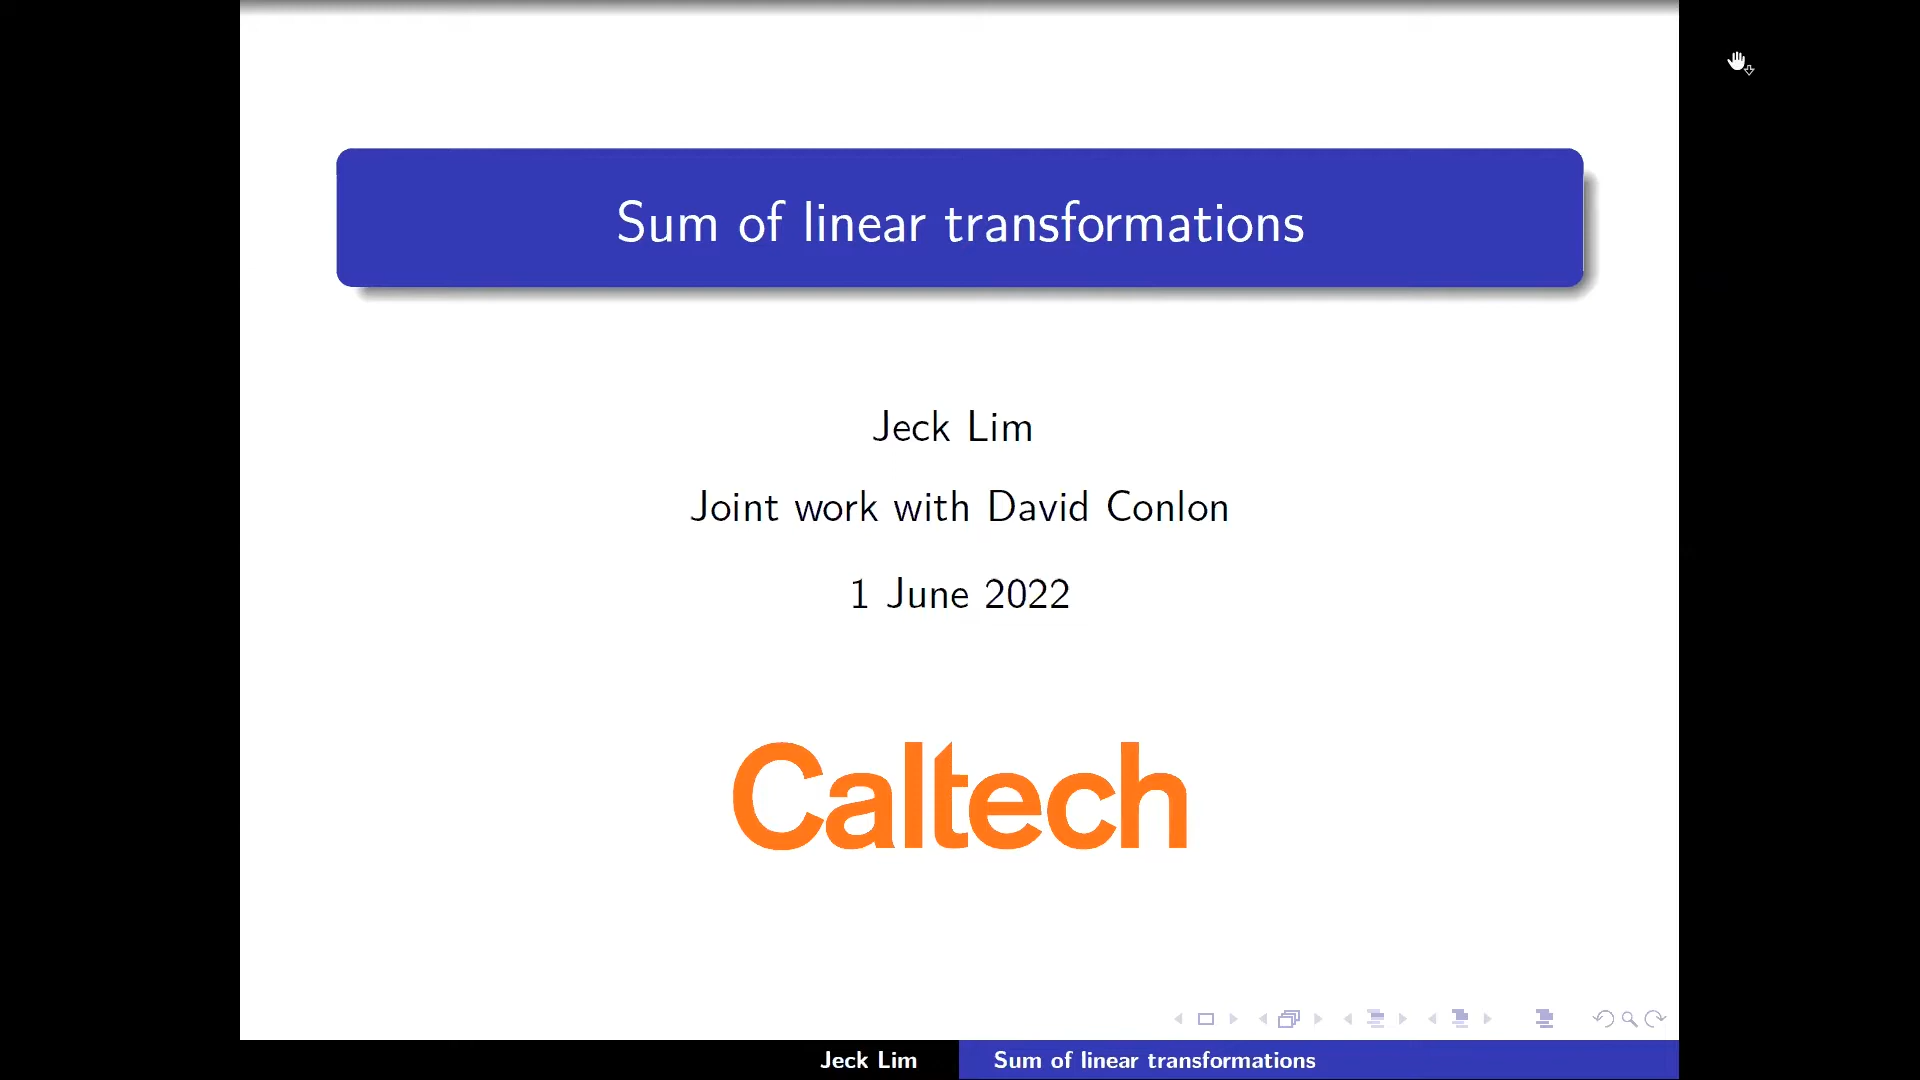 Sum of linear transformations
Jeck Lim
Joint work with David Conlon
1 June 2022
Caltech
Jeck Lim
Sum of linear transformations